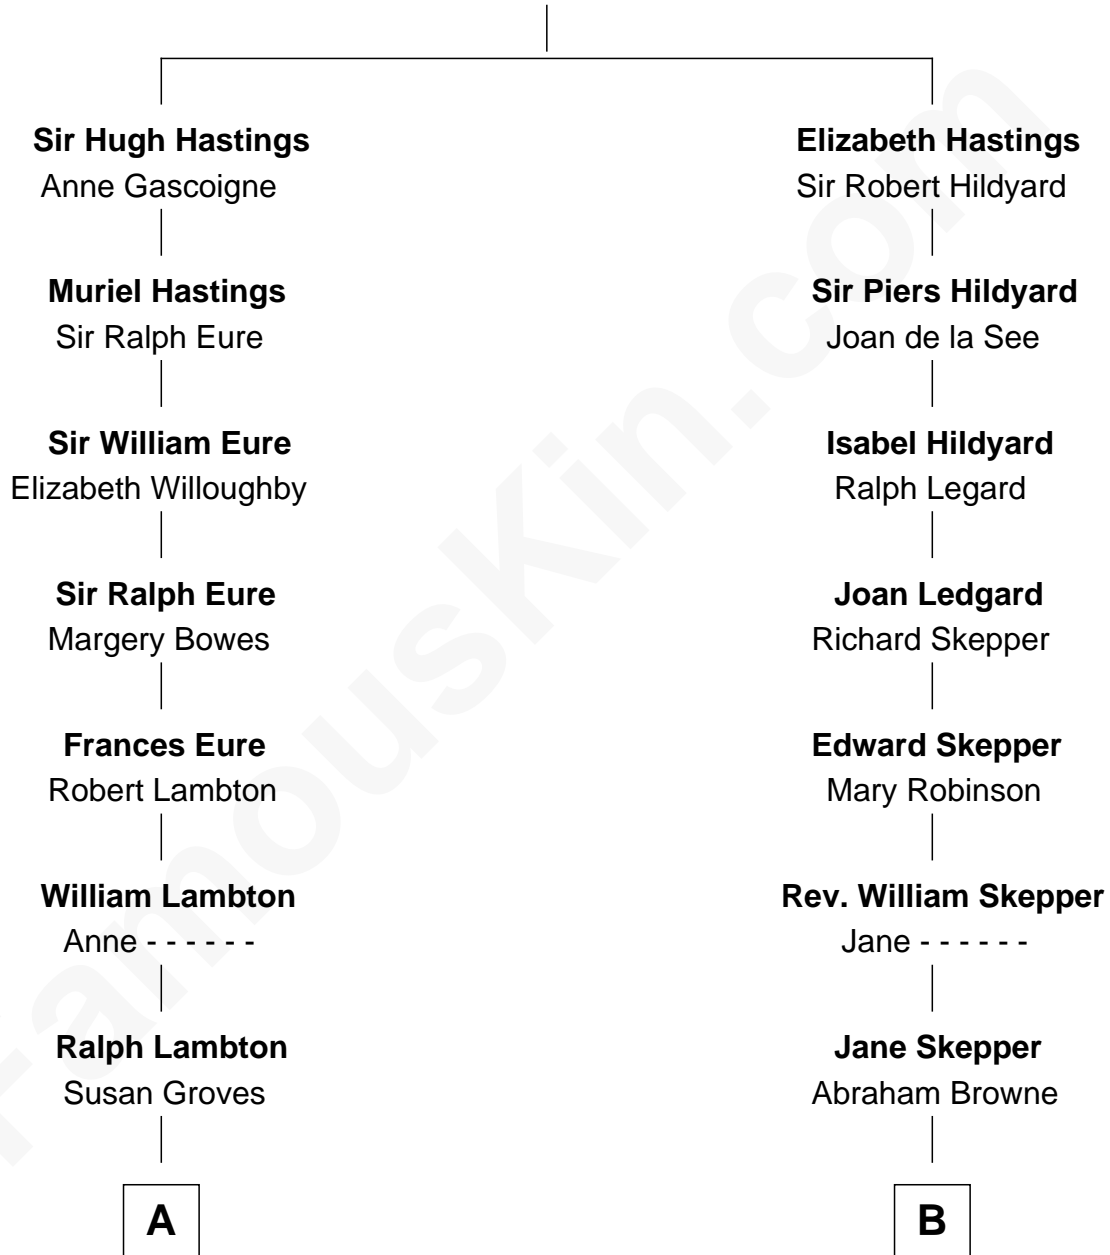 Sir Hugh Hastings
Anne Gascoigne
Muriel Hastings
Sir Ralph Eure
Sir William Eure
Elizabeth Willoughby
Sir Ralph Eure
Margery Bowes
Frances Eure
Robert Lambton
William Lambton
Anne - - - - - -
Ralph Lambton
Susan Groves
A
Elizabeth Hastings
Sir Robert Hildyard
Sir Piers Hildyard
Joan de la See
Isabel Hildyard
Ralph Legard
Joan Ledgard
Richard Skepper
Edward Skepper
Mary Robinson
Rev. William Skepper
Jane - - - - - -
Jane Skepper
Abraham Browne
B
FamousKin.com